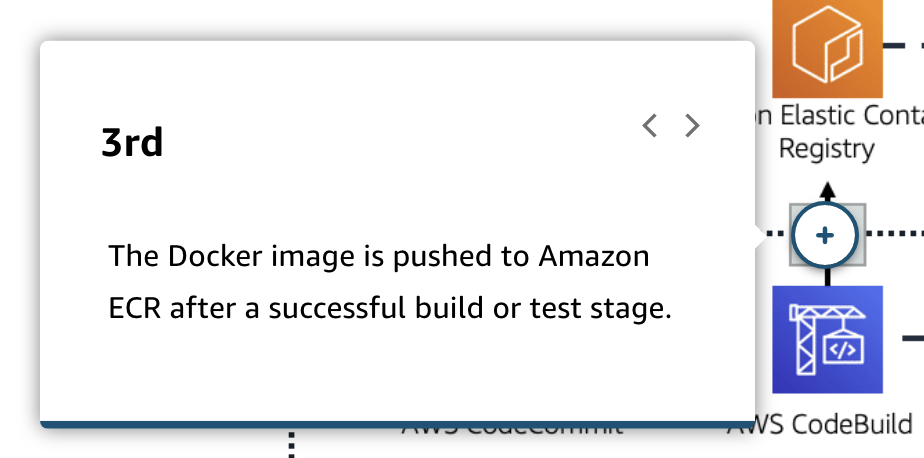 3rd
The Docker image is pushed to Amazon
ECR after a successful build or test stage.
Elastic
Registry
</>
AWS CodeCommit
AWS CodeBuild